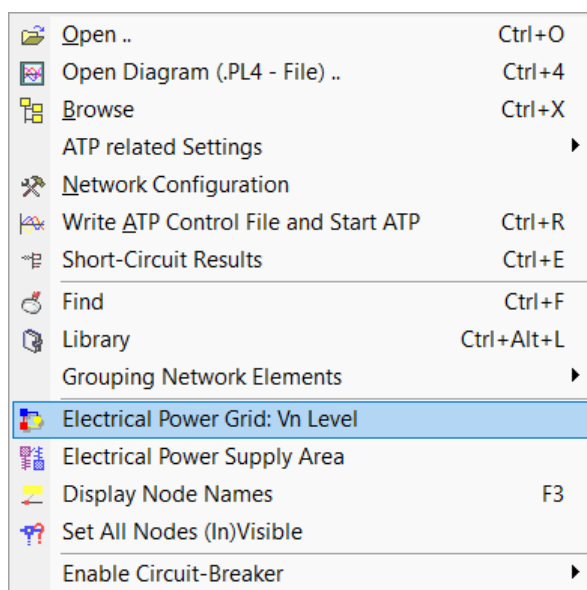 Open .. Ctrl+O
Open Diagram (.PL4 - File) .. Ctrl+4
Browse Ctrl+X
ATP related Settings
Network Configuration
Write ATP Control File and Start ATP Ctrl+R
Short-Circuit Results Ctrl+E
Find Ctrl+F
Library Ctrl+Alt+L
Grouping Network Elements
Electrical Power Grid: Vn Level
Electrical Power Supply Area
Display Node Names F3
Set All Nodes (In)Visible
Enable Circuit-Breaker